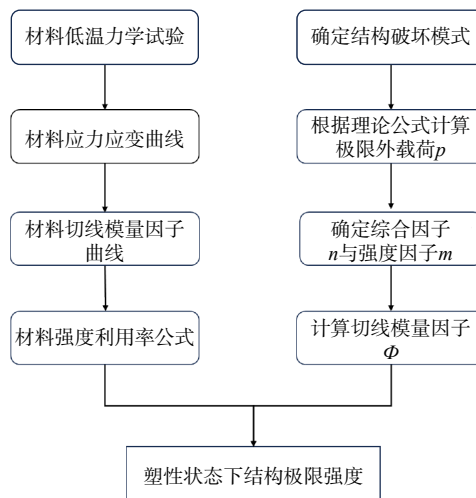 材料低温力学试验
材料应力应变曲线
材料切线模量因子
曲线
材料强度利用率公式
确定结构破坏模式
根据理论公式计算
极限外载荷p
确定综合因子
n与强度因子m
计算切线模量因子
Φ
塑性状态下结构极限强度